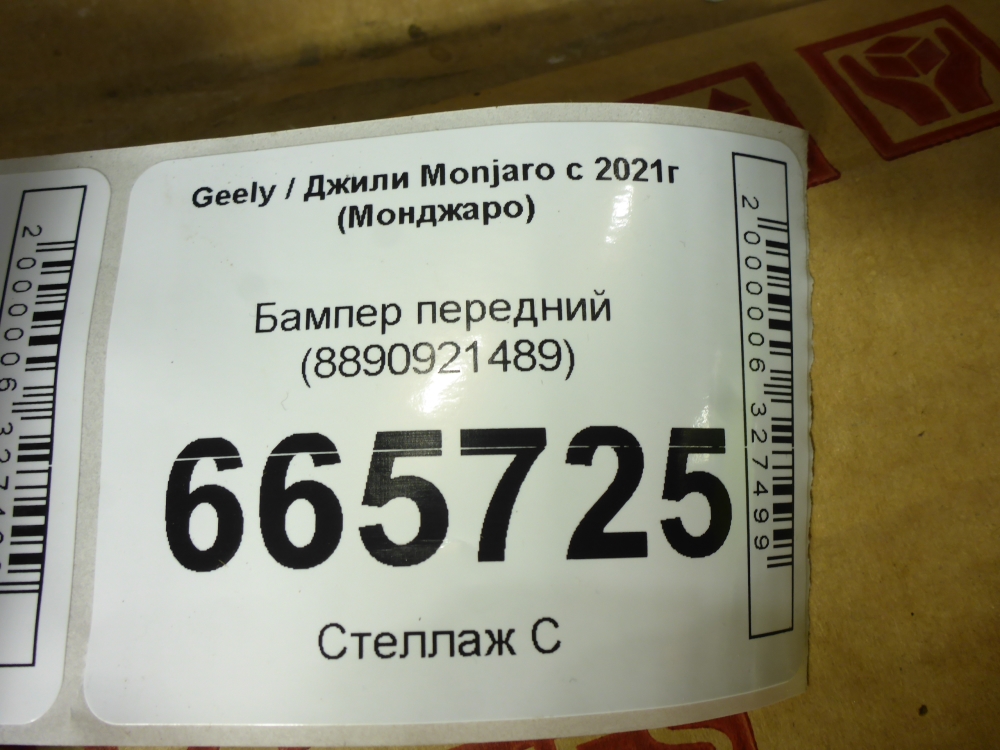 Geely / Джили Monjaro с 2021г
(Монджаро)
Бампер передний
(8890921489)
665725
Стеллаж С
2000006327499